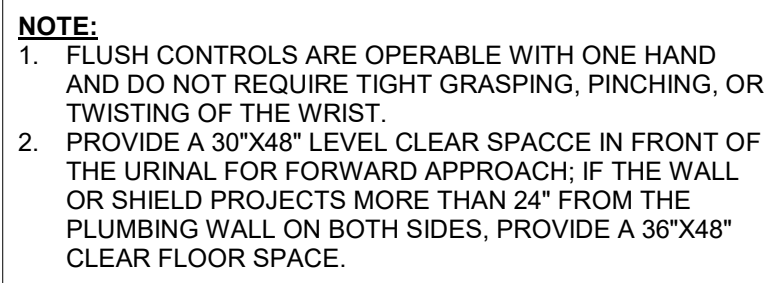 NOTE:
1. FLUSH CONTROLS ARE OPERABLE WITH ONE HAND
AND DO NOT REQUIRE TIGHT GRASPING, PINCHING, OR
TWISTING OF THE WRIST.
2. PROVIDE A 30"X48" LEVEL CLEAR SPACCE IN FRONT OF
THE URINAL FOR FORWARD APPROACH; IF THE WALL
OR SHIELD PROJECTS MORE THAN 24" FROM THE
PLUMBING WALL ON BOTH SIDES, PROVIDE A 36"X48"
CLEAR FLOOR SPACE.